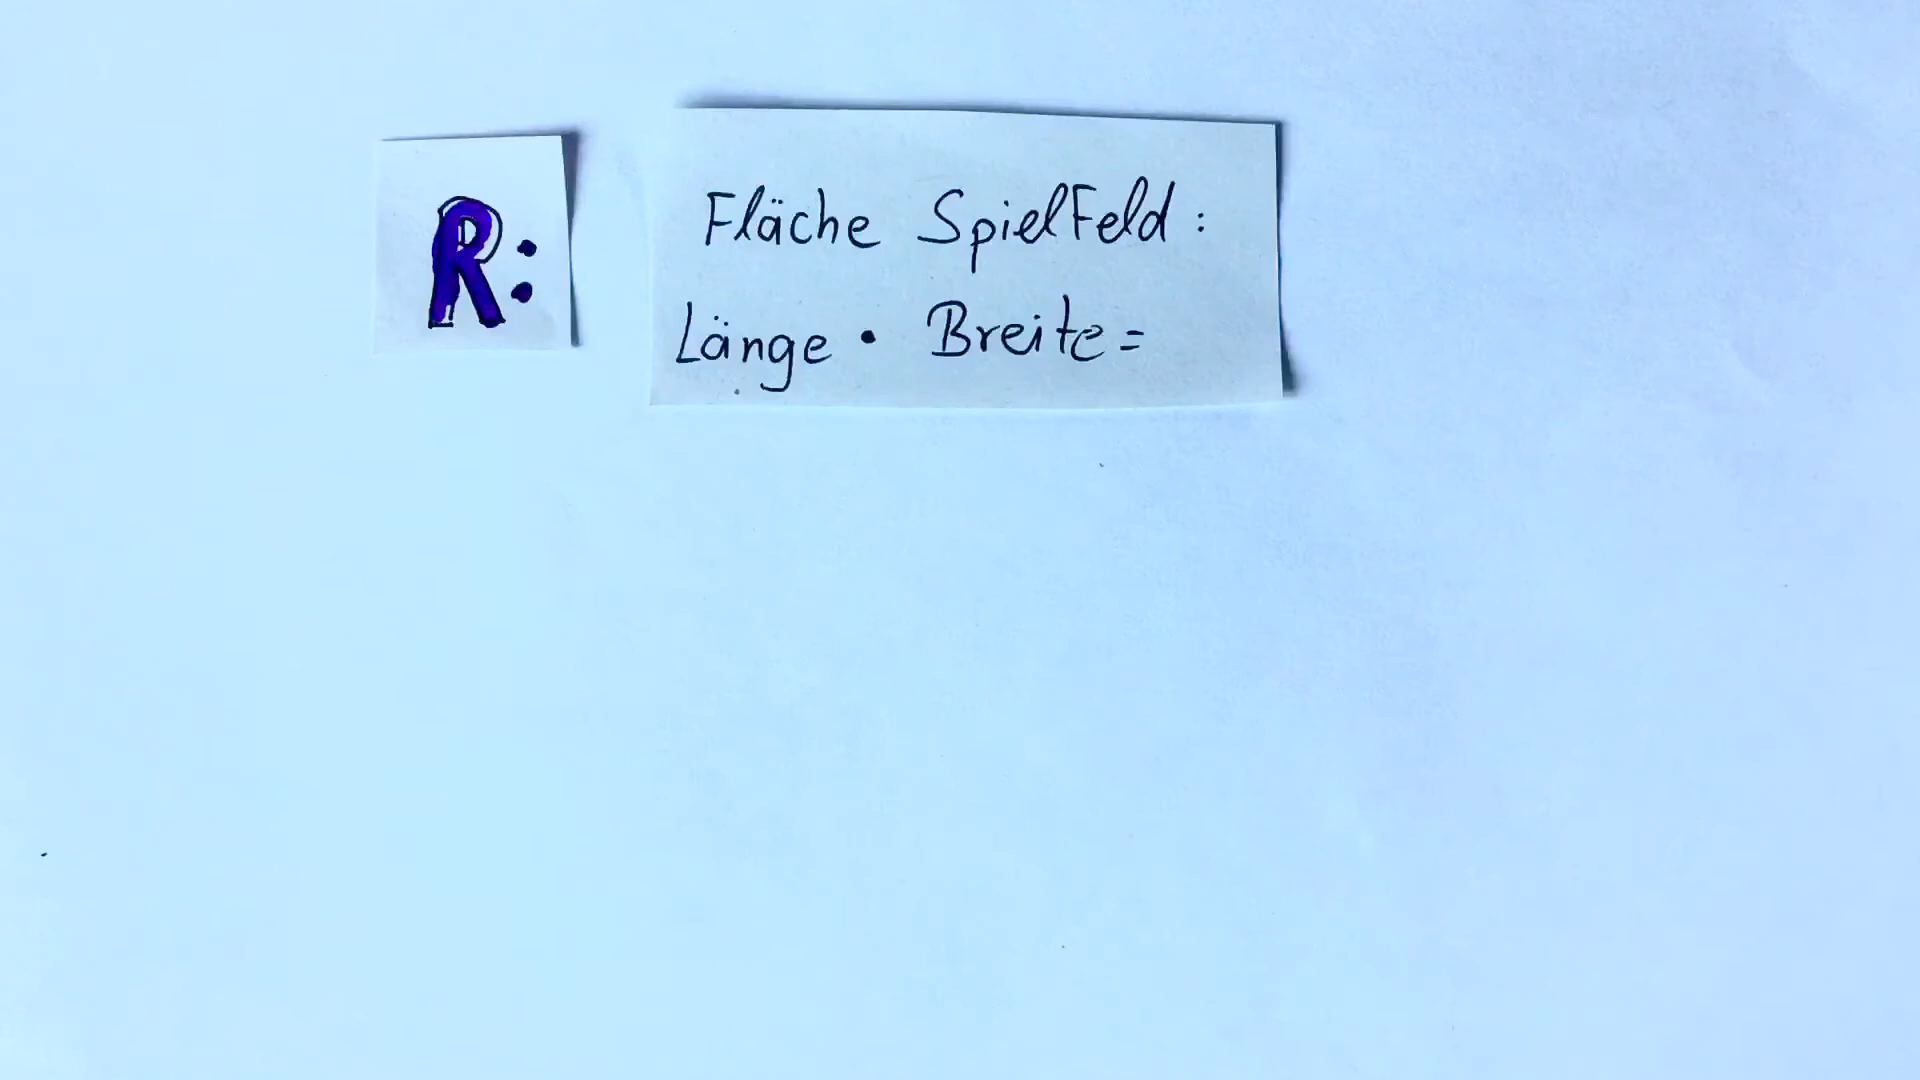 R:
Fläche SpielFeld:
Länge • Breite=